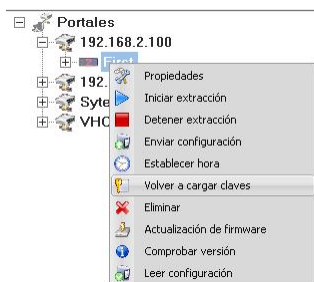 Portales
192.168.2.100
First
192.
Syte
VHC
Propiedades
Iniciar extracción
Detener extracción
Enviar configuración
Establecer hora
Volver a cargar claves
Eliminar
Actualización de firmware
Comprobar versión
Leer configuración